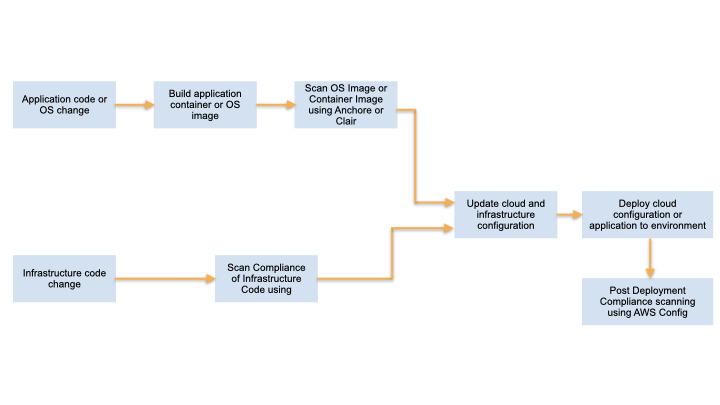 Application code or
OS change
Build application
container or OS
image
Scan OS Image or
Container Image
using Anchore or
Clair
Update cloud and
infrastructure
configuration
Deploy cloud
configuration or
application to environment
Infrastructure code
change
Scan Compliance
of Infrastructure
Code using
Post Deployment
Compliance scanning
using AWS Config